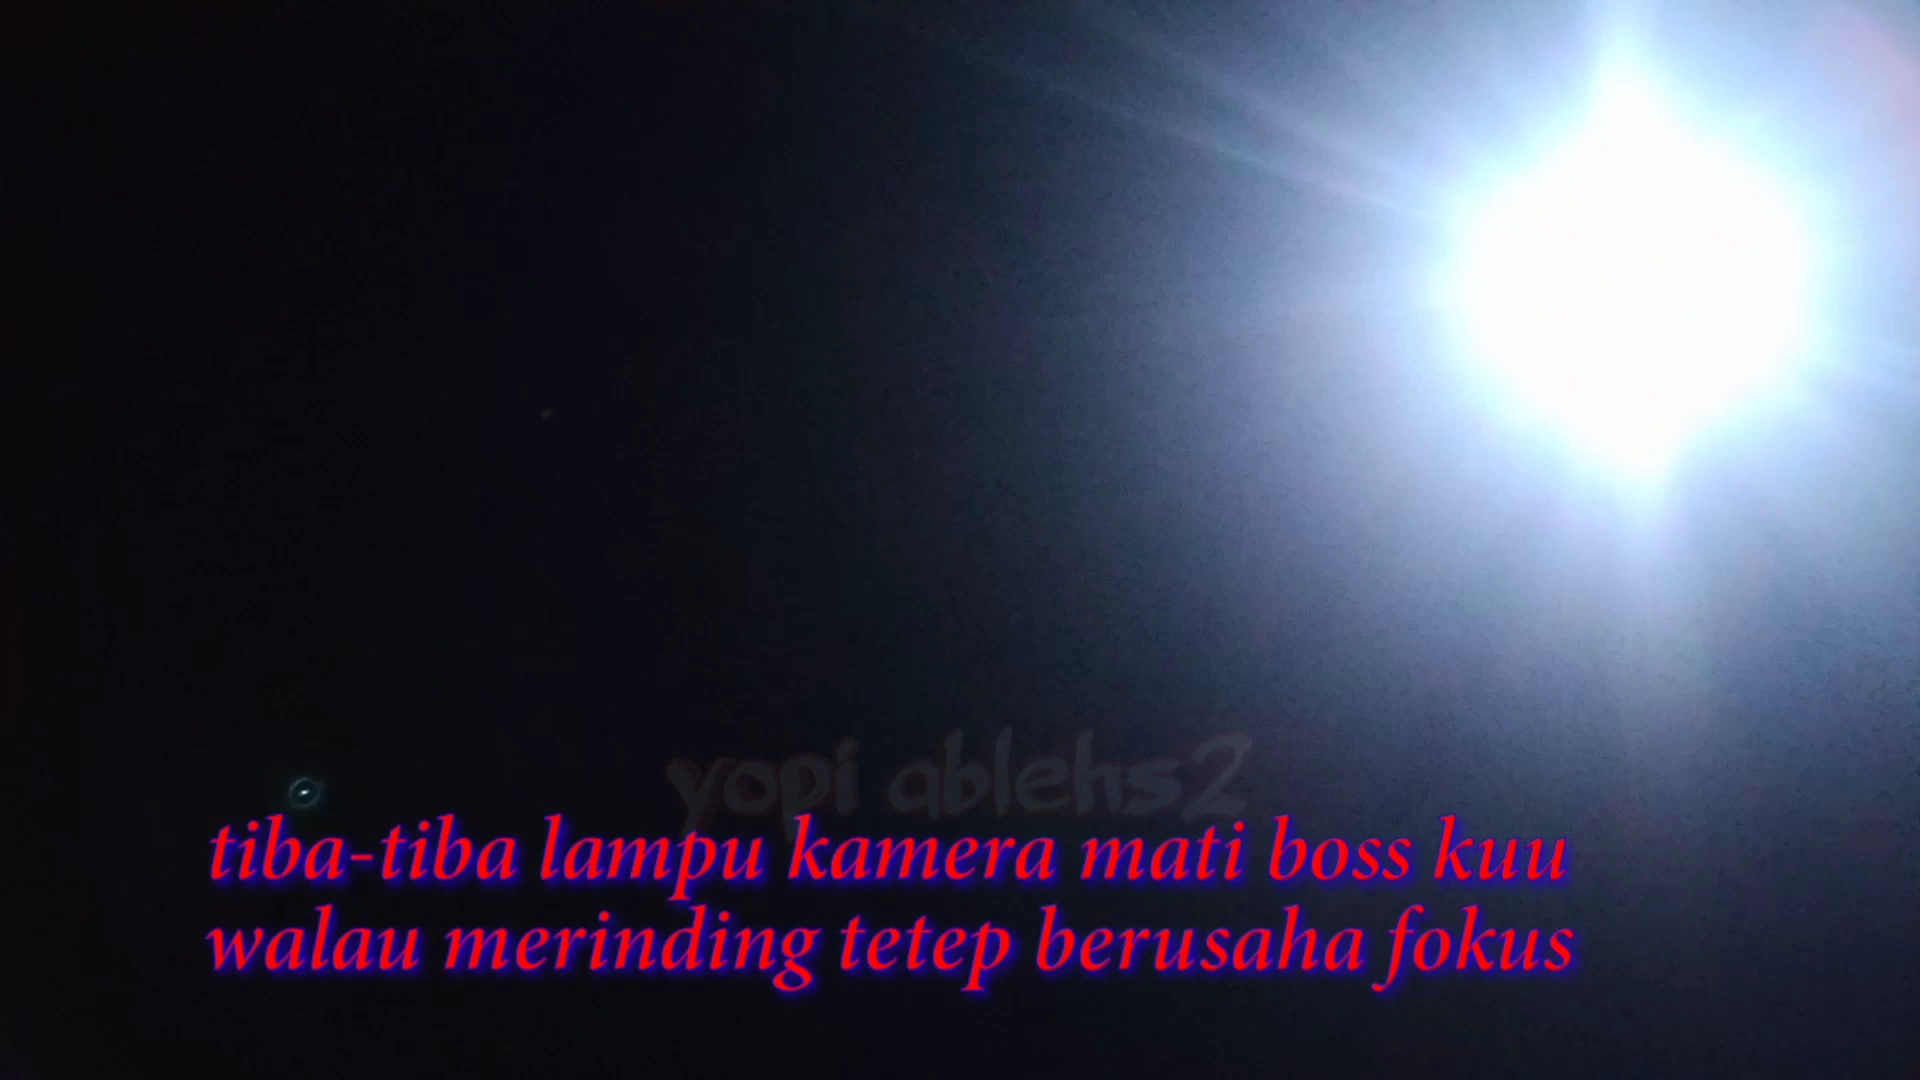 yopi ablehs2
tiba-tiba lampu kamera mati boss kuu
walau merinding tetep berusaha fokus